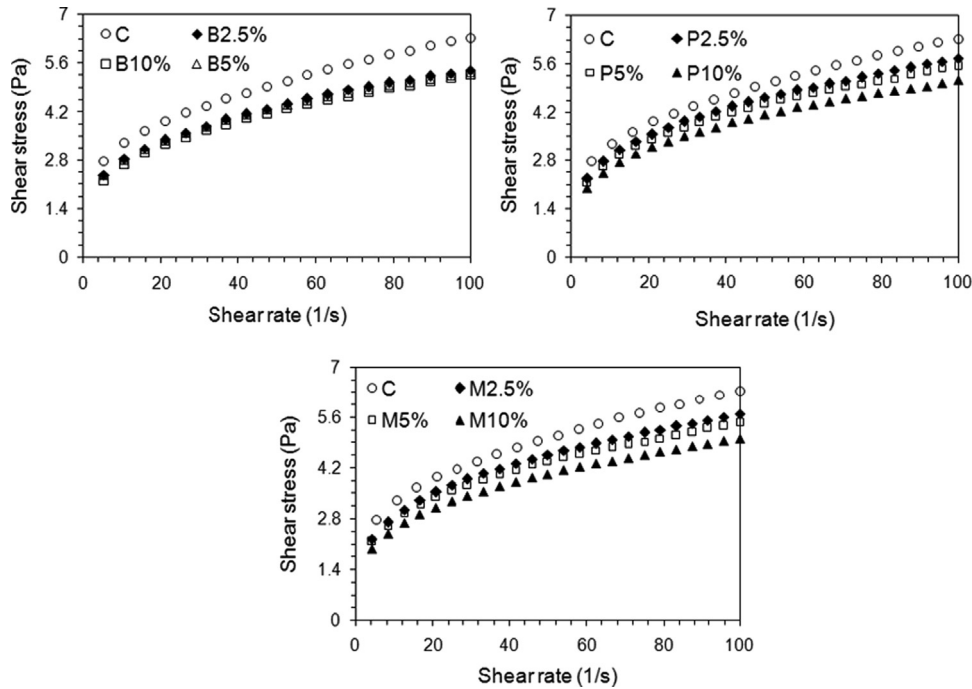 7
5.6
4.2
2.8
1.4
0
Shear stress (Pa)
C B2.5%
B10% B5%
0 20 40 60 80 100
Shear rate (1/s)
7
5.6
4.2
2.8
1.4
0
Shear stress (Pa)
C P2.5%
P5% P10%
0 20 40 60 80 100
Shear rate (1/s)
7
5.6
4.2
2.8
1.4
0
Shear stress (Pa)
C M2.5%
M5% M10%
0 20 40 60 80 100
Shear rate (1/s)